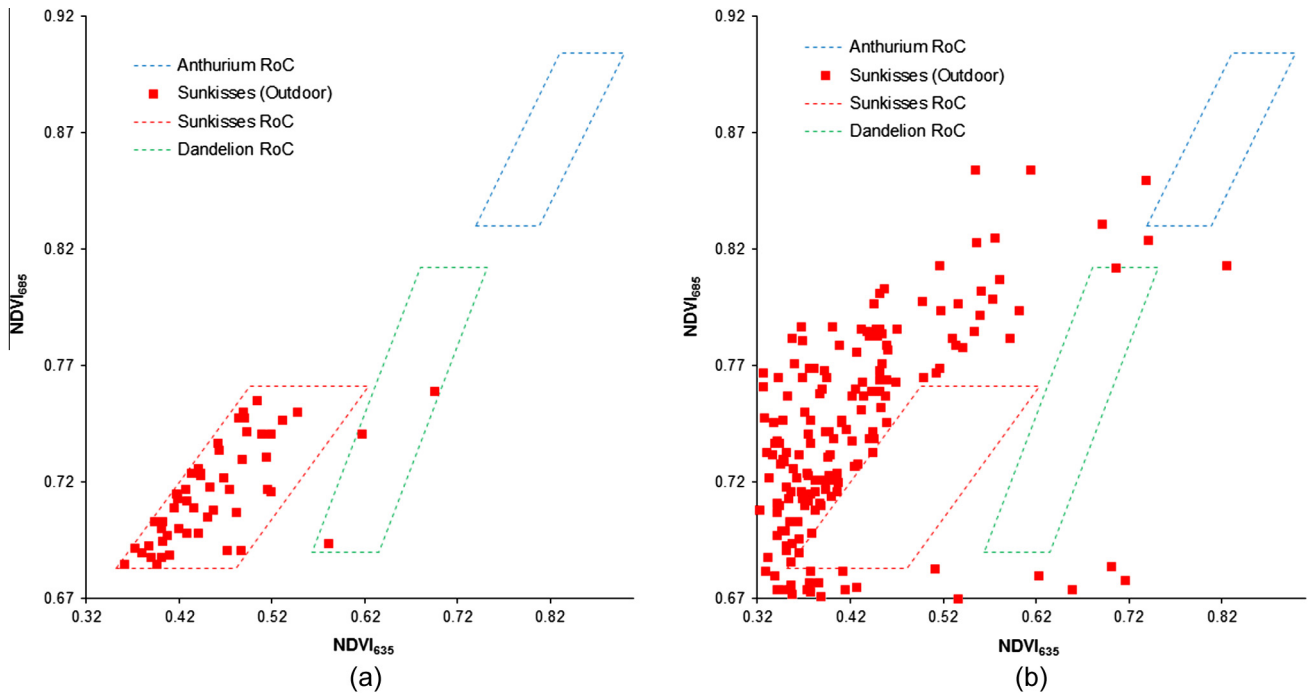 0.92
0.87
0.82
0.77
0.72
0.67
NDVI685
0.32 0.42 0.52 0.62 0.72 0.82
NDVI635
Anthurium RoC
Sunkisses (Outdoor)
Sunkisses RoC
Dandelion RoC
(a)
0.92
0.87
0.82
0.77
0.72
0.67
NDVI685
0.32 0.42 0.52 0.62 0.72 0.82
NDVI635
Anthurium RoC
Sunkisses (Outdoor)
Sunkisses RoC
Dandelion RoC
(b)